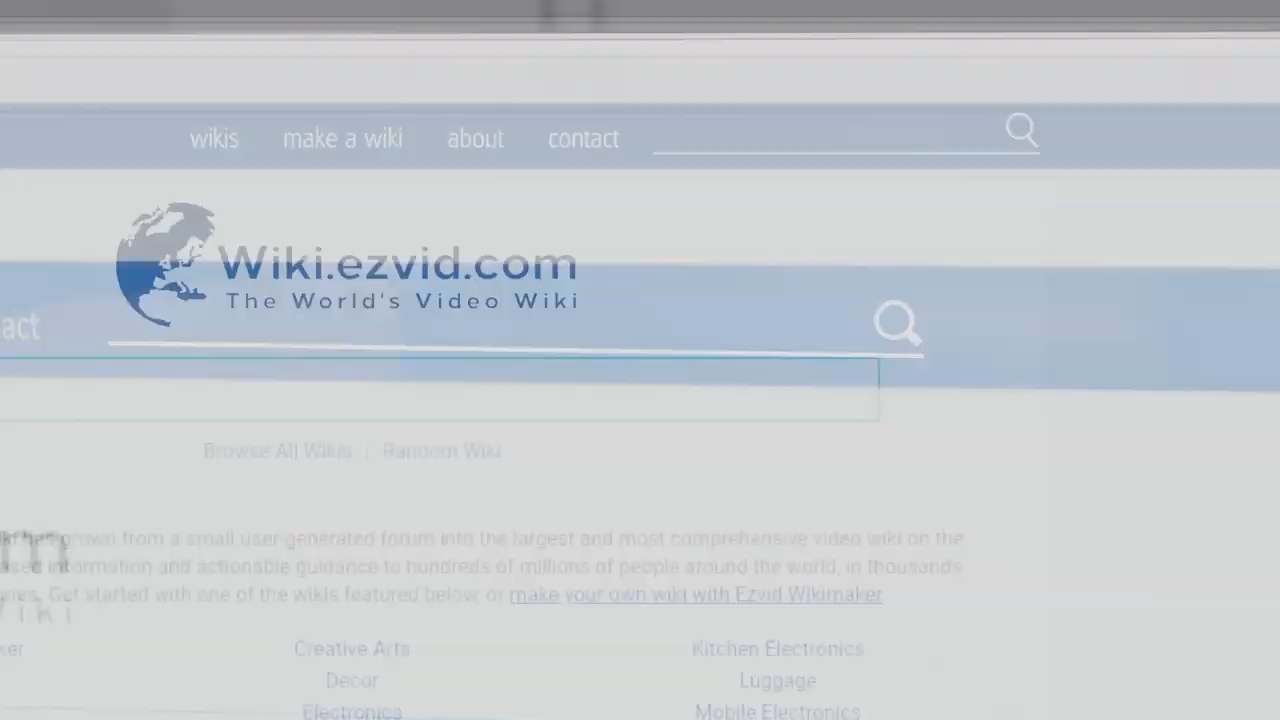 wikis make a wiki about contact
Wiki.ezvid.com
The World's Video Wiki
act
Browse All Wikis | Random Wiki
has grown from a small user-generated forum into the largest and most comprehensive video wiki on the
information and actionable guidance to hundreds of millions of people around the world, in thousands
Get started with one of the wikis featured below, or make your own wiki with Ezvid Wikimaker
Creative Arts Kitchen Electronics
Decor Luggage
Electronics Mobile Electronics